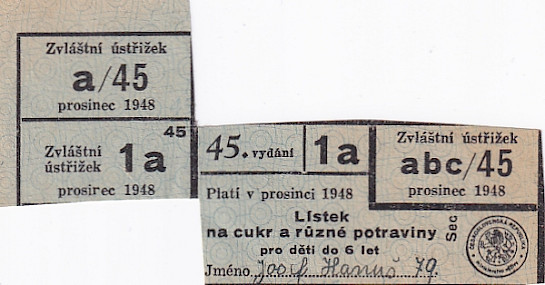 Zvláštní ústřižek
a/45
prosinec 1948
45
Zvláštní
ústřižek
1a
prosinec 1948
45. vydání
1a
Zvláštní ústřižek
abc/45
prosinec 1948
Platí v prosinci 1948
Lístek
na cukr a různé potraviny
pro děti do 6 let
Sec
Jméno Josef Hanuš 79.
ČESKOSLOVENSKÁ REPUBLIKA